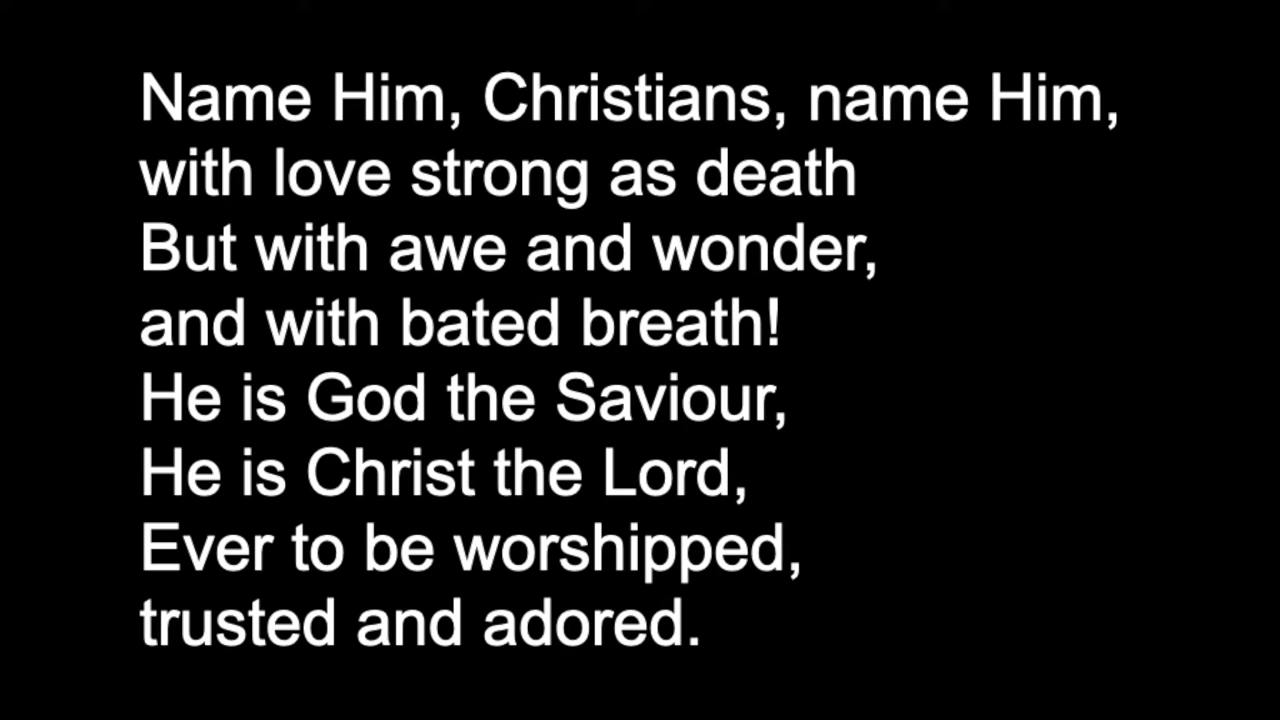 Name Him, Christians, name Him,
with love strong as death
But with awe and wonder,
and with bated breath!
He is God the Saviour,
He is Christ the Lord,
Ever to be worshipped,
trusted and adored.